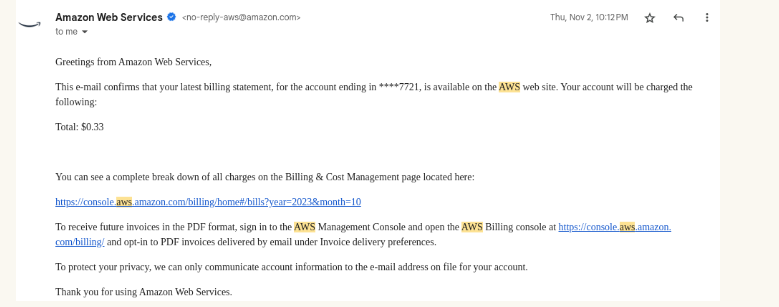 Amazon Web Services <no-reply-aws@amazon.com> Thu, Nov 2, 10:12 PM
to me
Greetings from Amazon Web Services,
This e-mail confirms that your latest billing statement, for the account ending in ****7721, is available on the AWS web site. Your account will be charged the
following:
Total: $0.33
You can see a complete break down of all charges on the Billing & Cost Management page located here:
https://console.aws.amazon.com/billing/home#/bills?year=2023&month=10
To receive future invoices in the PDF format, sign in to the AWS Management Console and open the AWS Billing console at https://console.aws.amazon.
com/billing/ and opt-in to PDF invoices delivered by email under Invoice delivery preferences.
To protect your privacy, we can only communicate account information to the e-mail address on file for your account.
Thank you for using Amazon Web Services.